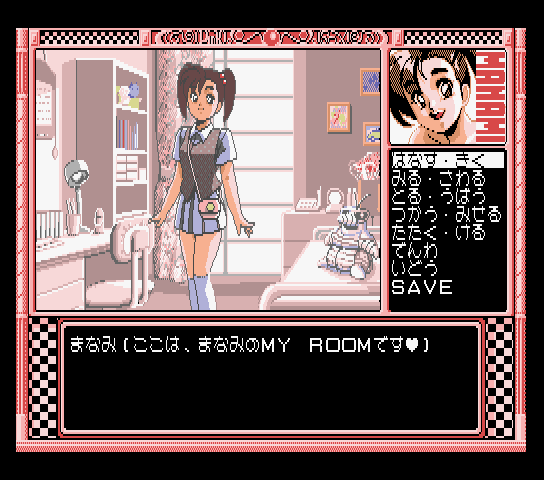 MANAMI
はなす・きく
みる・さわる
とる・うばう
つかう・みせる
たたく・ける
でんわ
いどう
SAVE
まなみ(ここは、まなみのMY ROOMです♥)